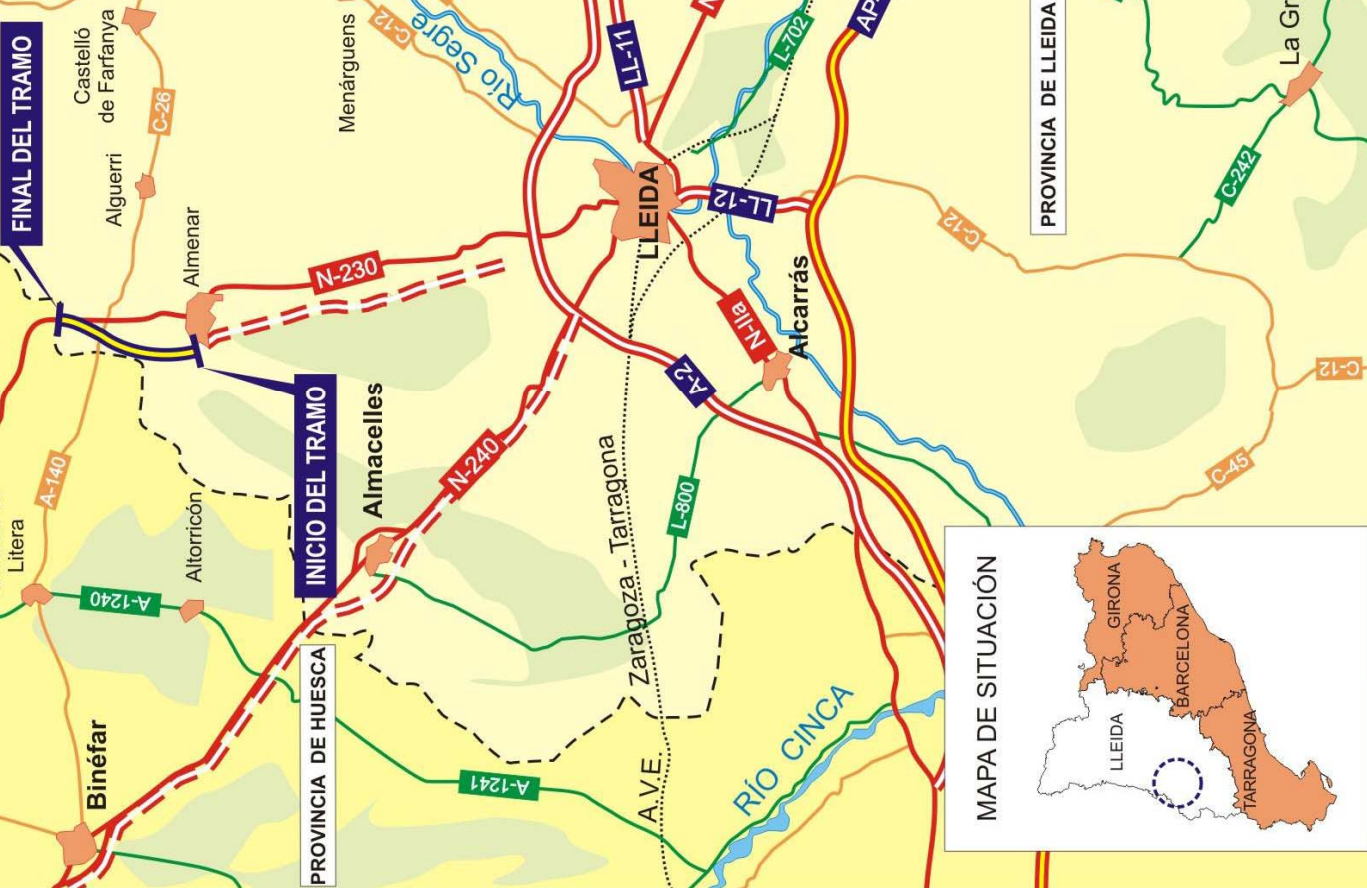 Binéfar
Litera
A-140
A-1240
Altorricón
FINAL DEL TRAMO
Castelló
de Farfanya
Alguerri
C-26
Almenar
PROVINCIA DE HUESCA
INICIO DEL TRAMO
N-230
Menárguens
C-12
Río Segre
Almacelles
N-240
A-1241
A.V.E.
Zaragoza - Tarragona
L-800
A-2
LLEIDA
LL-11
LL-12
L-702
N-IIa
Alcarrás
AP-
RÍO CINCA
C-12
PROVINCIA DE LLEIDA
C-242
La Gr
C-45
C-12
MAPA DE SITUACIÓN
LLEIDA
GIRONA
BARCELONA
TARRAGONA